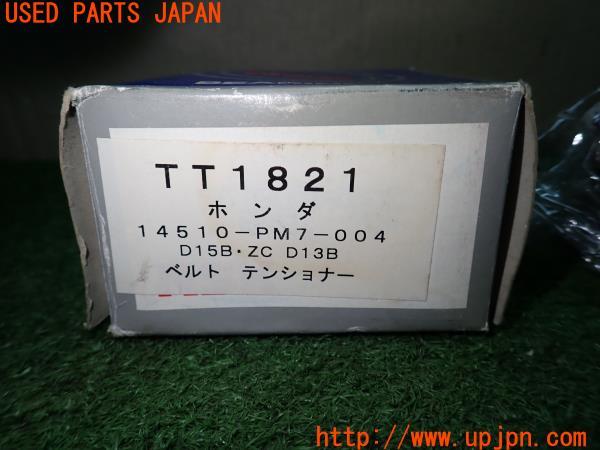 USED PARTS JAPAN
TT1821
ホンダ
14510-PM7-004
D15B・ZC D13B
ベルト テンショナー
http://www.upjpn.com